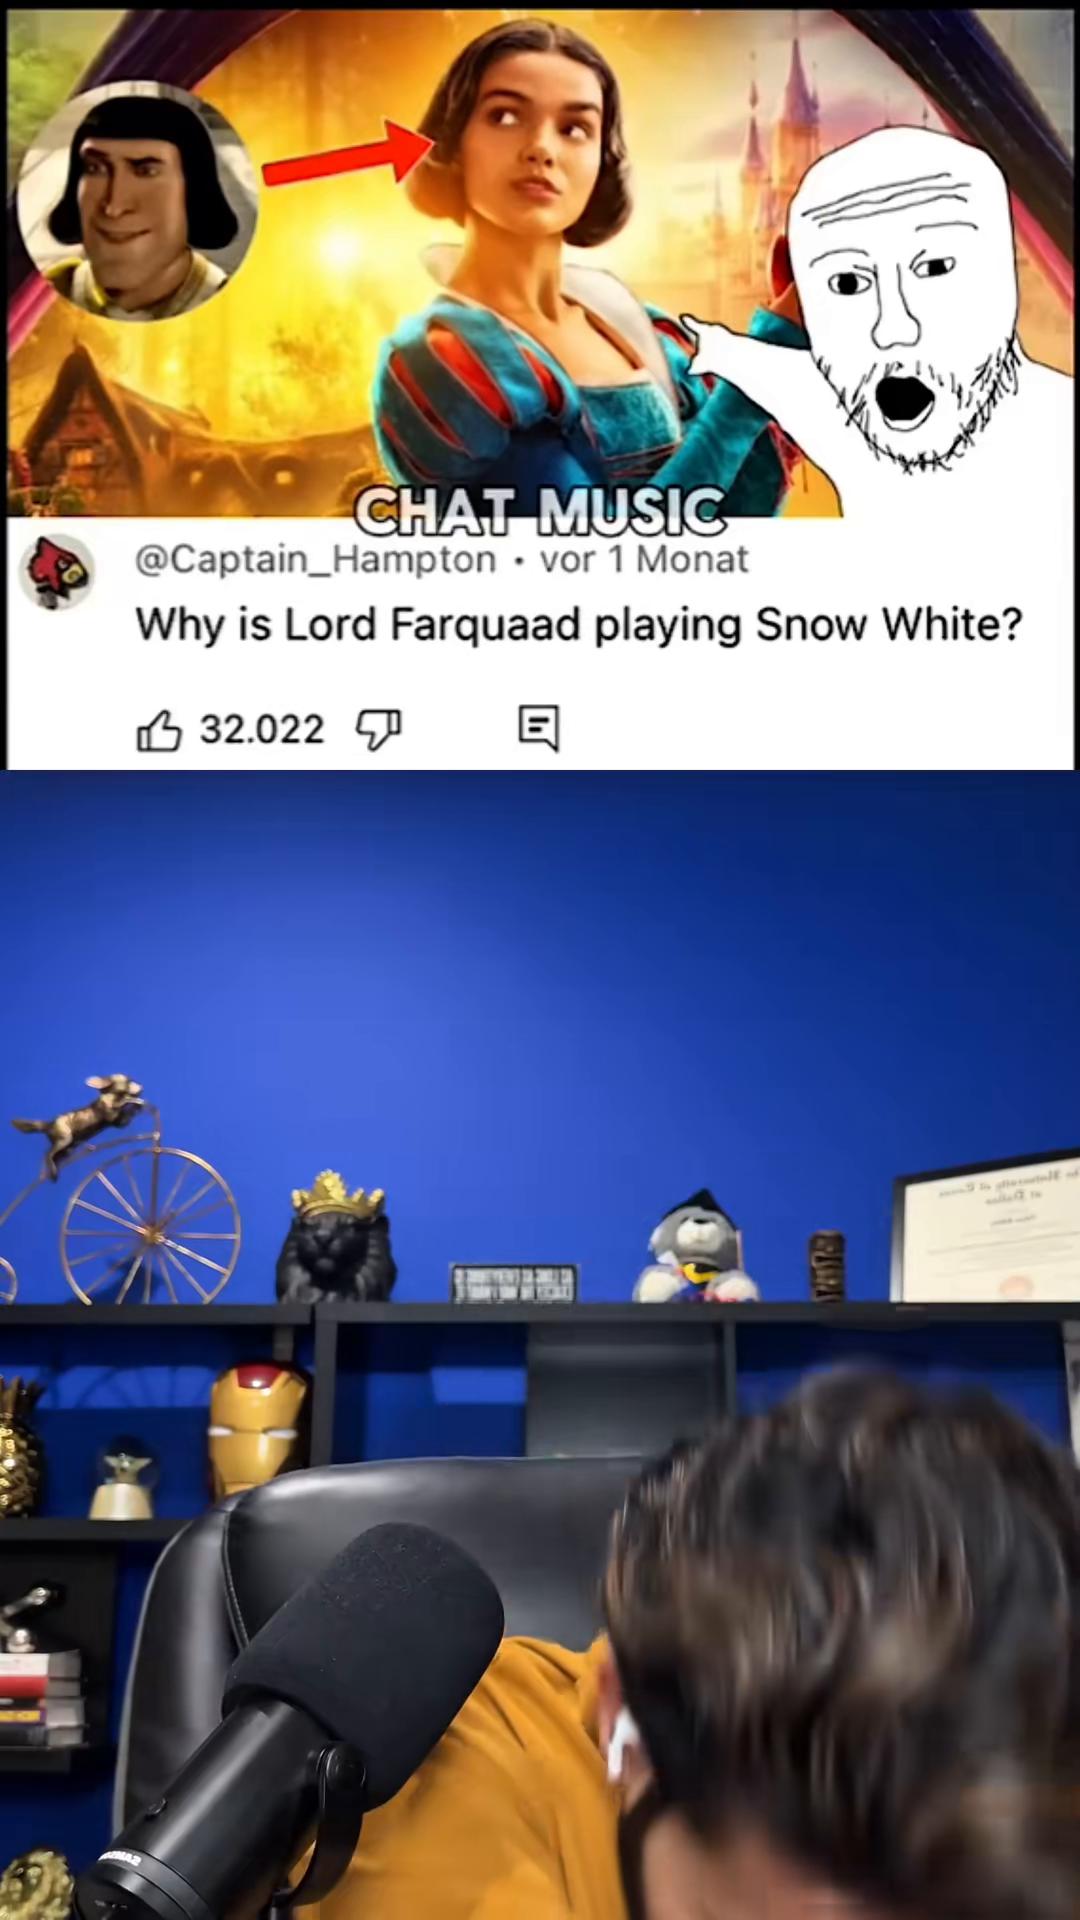 CHAT MUSIC
@Captain_Hampton • vor 1 Monat
Why is Lord Farquaad playing Snow White?
32.022